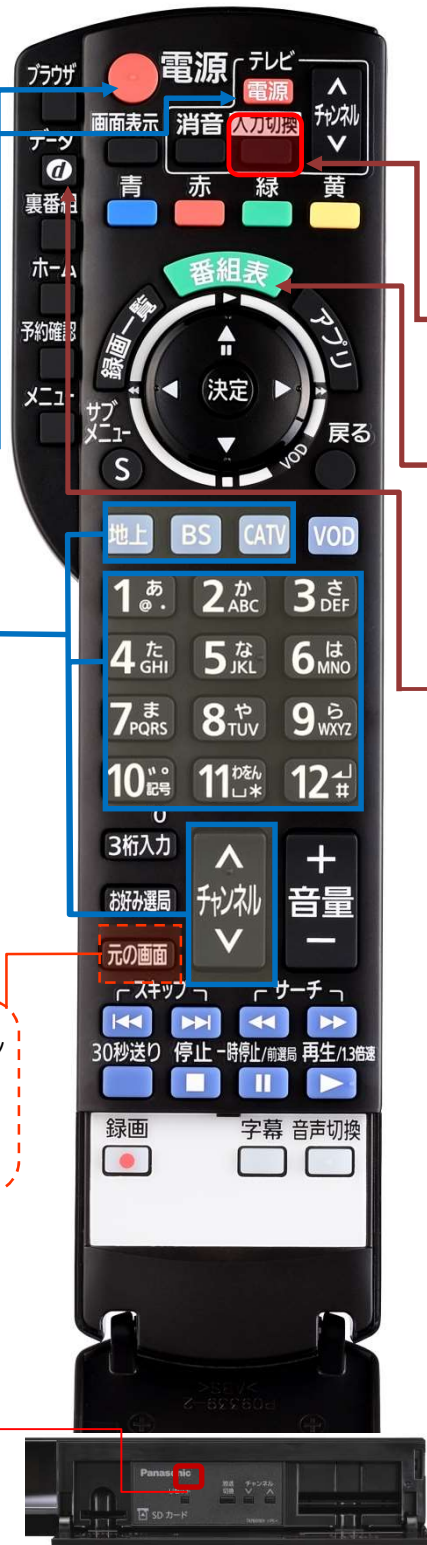 ブラウザ
電源
テレビ
電源
チャンネル
画面表示
消音
入力切換
データ
d
青 赤 緑 黄
裏番組
ホーム
番組表
予約確認
録画一覧
アプリ
メニュー
決定
サブ
メニュー
S
VOD
戻る
地上 BS CATV VOD
1 あ @. 2 か ABC 3 さ DEF
4 た GHI 5 な JKL 6 は MNO
7 ま PQRS 8 や TUV 9 ら WXYZ
10 記号 11 わをん 12 #
0
3桁入力
チャンネル
+
音量
−
お好み選局
元の画面
スキップ サーチ
30秒送り 停止 一時停止/前選局 再生/1.3倍速
録画 字幕 音声切換
Panasonic
チャンネル
SD カード